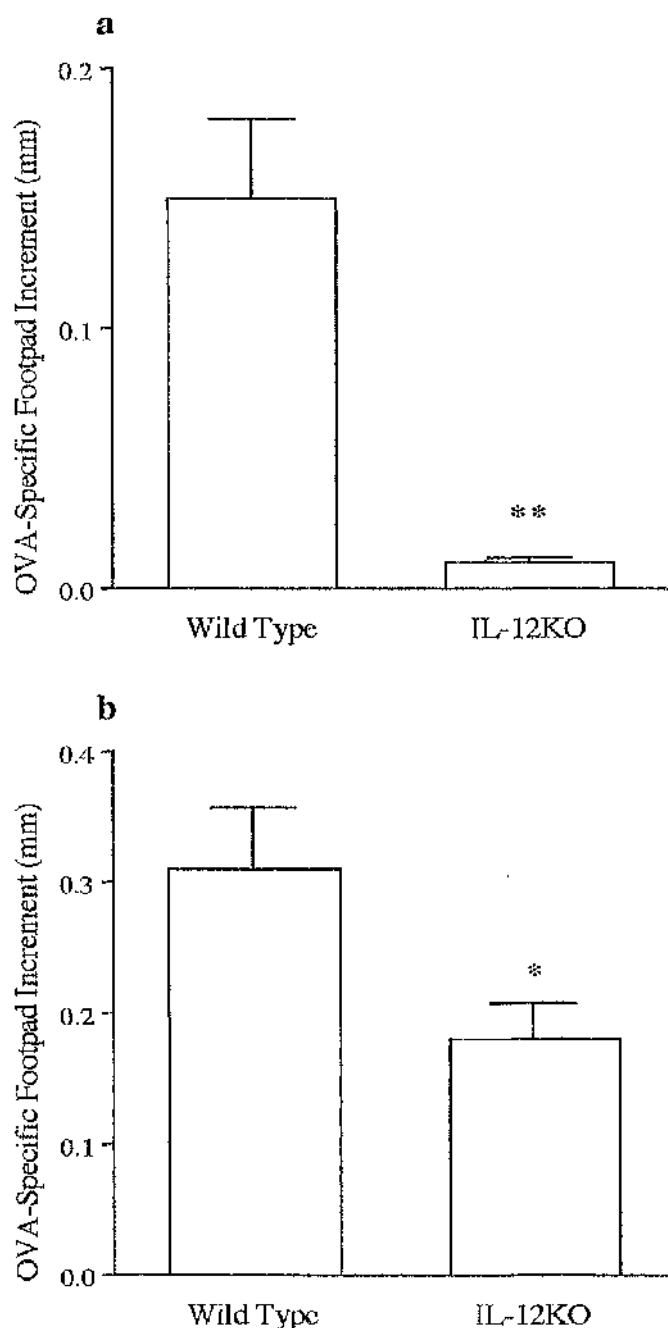 a
OVA-Specific Footpad Increment (mm)
0.2
0.1
0.0
**
Wild Type
IL-12KO
b
OVA-Specific Footpad Increment (mm)
0.4
0.3
0.2
0.1
0.0
*
Wild Type
IL-12KO